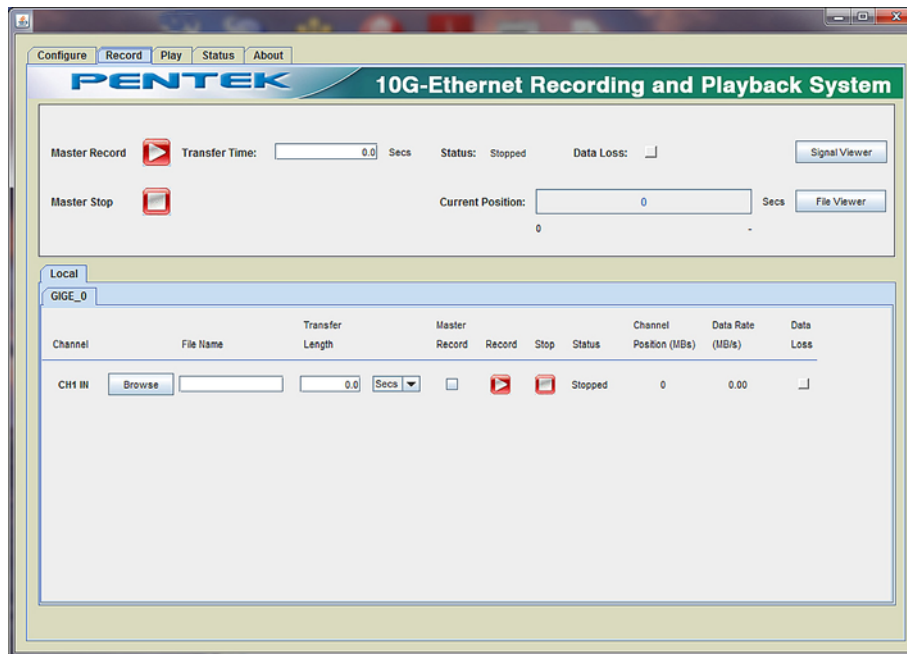 Configure Record Play Status About
PENTEK 10G-Ethernet Recording and Playback System
Master Record Transfer Time: 0.0 Secs Status: Stopped Data Loss: Signal Viewer
Master Stop Current Position: 0 Secs File Viewer
0 -
Local
GIGE_0
Transfer Master Channel Data Rate Data
Channel File Name Length Record Record Stop Status Position (MBs) (MB/s) Loss
CH1 IN Browse 0.0 Secs Stopped 0 0.00